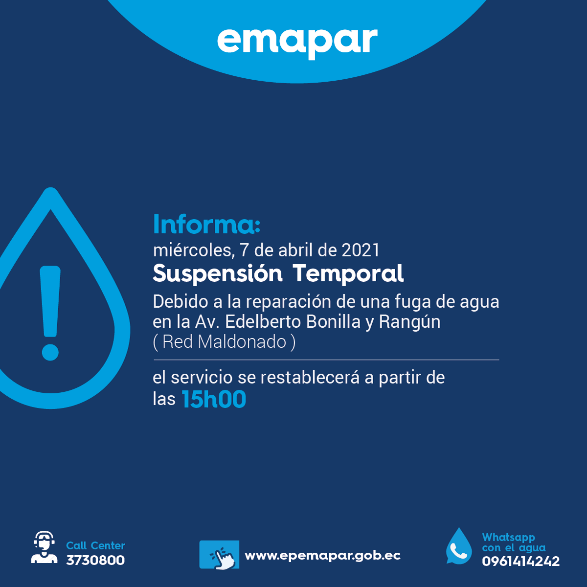 emapar
Informa:
miércoles, 7 de abril de 2021
Suspensión Temporal
Debido a la reparación de una fuga de agua
en la Av. Edelberto Bonilla y Rangún
( Red Maldonado )
el servicio se restablecerá a partir de
las 15h00
Call Center
3730800
www.epemapar.gob.ec
Whatsapp
con el agua
0961414242